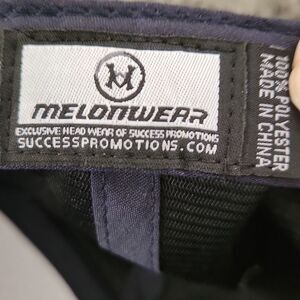 MELONWEAR
EXCLUSIVE HEAD WEAR OF SUCCESS PROMOTIONS
SUCCESSPROMOTIONS.COM
100% POLYESTER
MADE IN CHINA